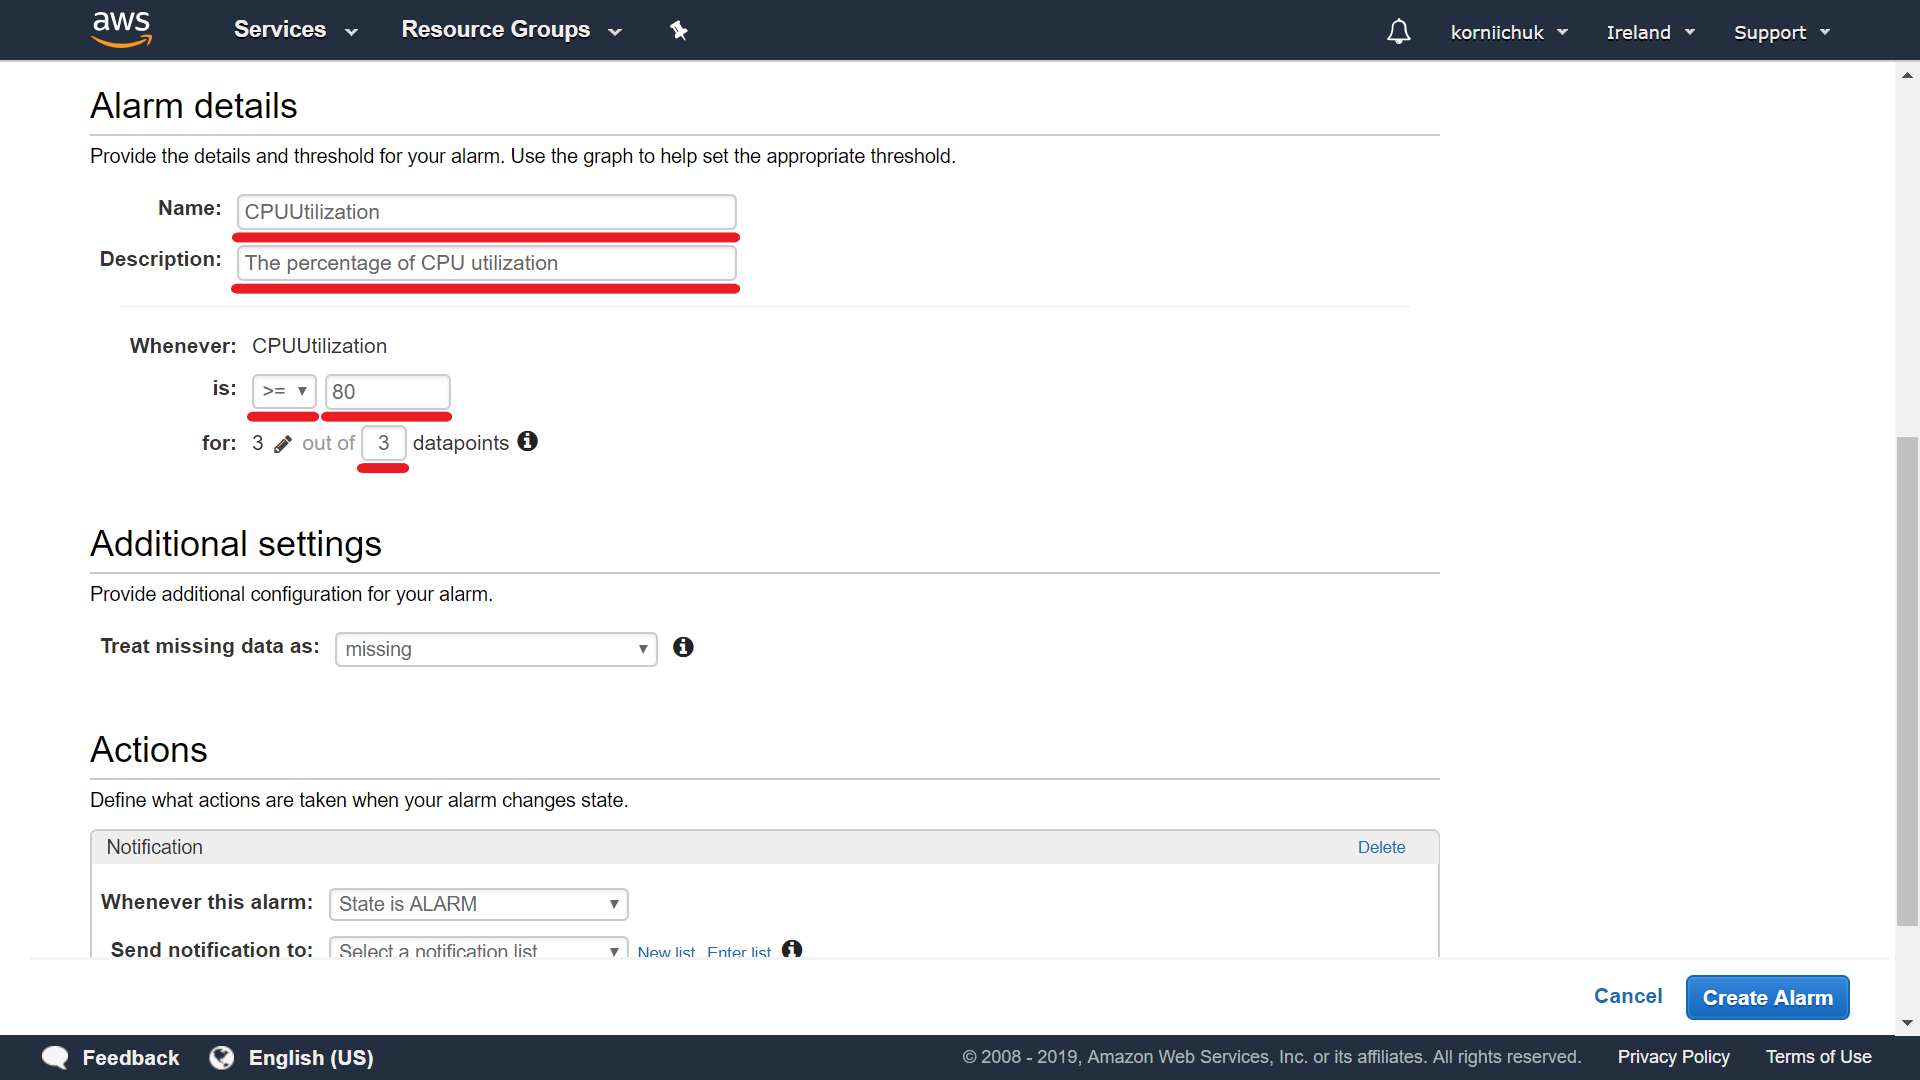 aws Services Resource Groups korniichuk Ireland Support
Alarm details
Provide the details and threshold for your alarm. Use the graph to help set the appropriate threshold.
Name: CPUUtilization
Description: The percentage of CPU utilization
Whenever: CPUUtilization
is: >= 80
for: 3 out of 3 datapoints
Additional settings
Provide additional configuration for your alarm.
Treat missing data as: missing
Actions
Define what actions are taken when your alarm changes state.
Notification Delete
Whenever this alarm: State is ALARM
Send notification to: Select a notification list New list Enter list
Cancel Create Alarm
Feedback English (US) © 2008 - 2019, Amazon Web Services, Inc. or its affiliates. All rights reserved. Privacy Policy Terms of Use